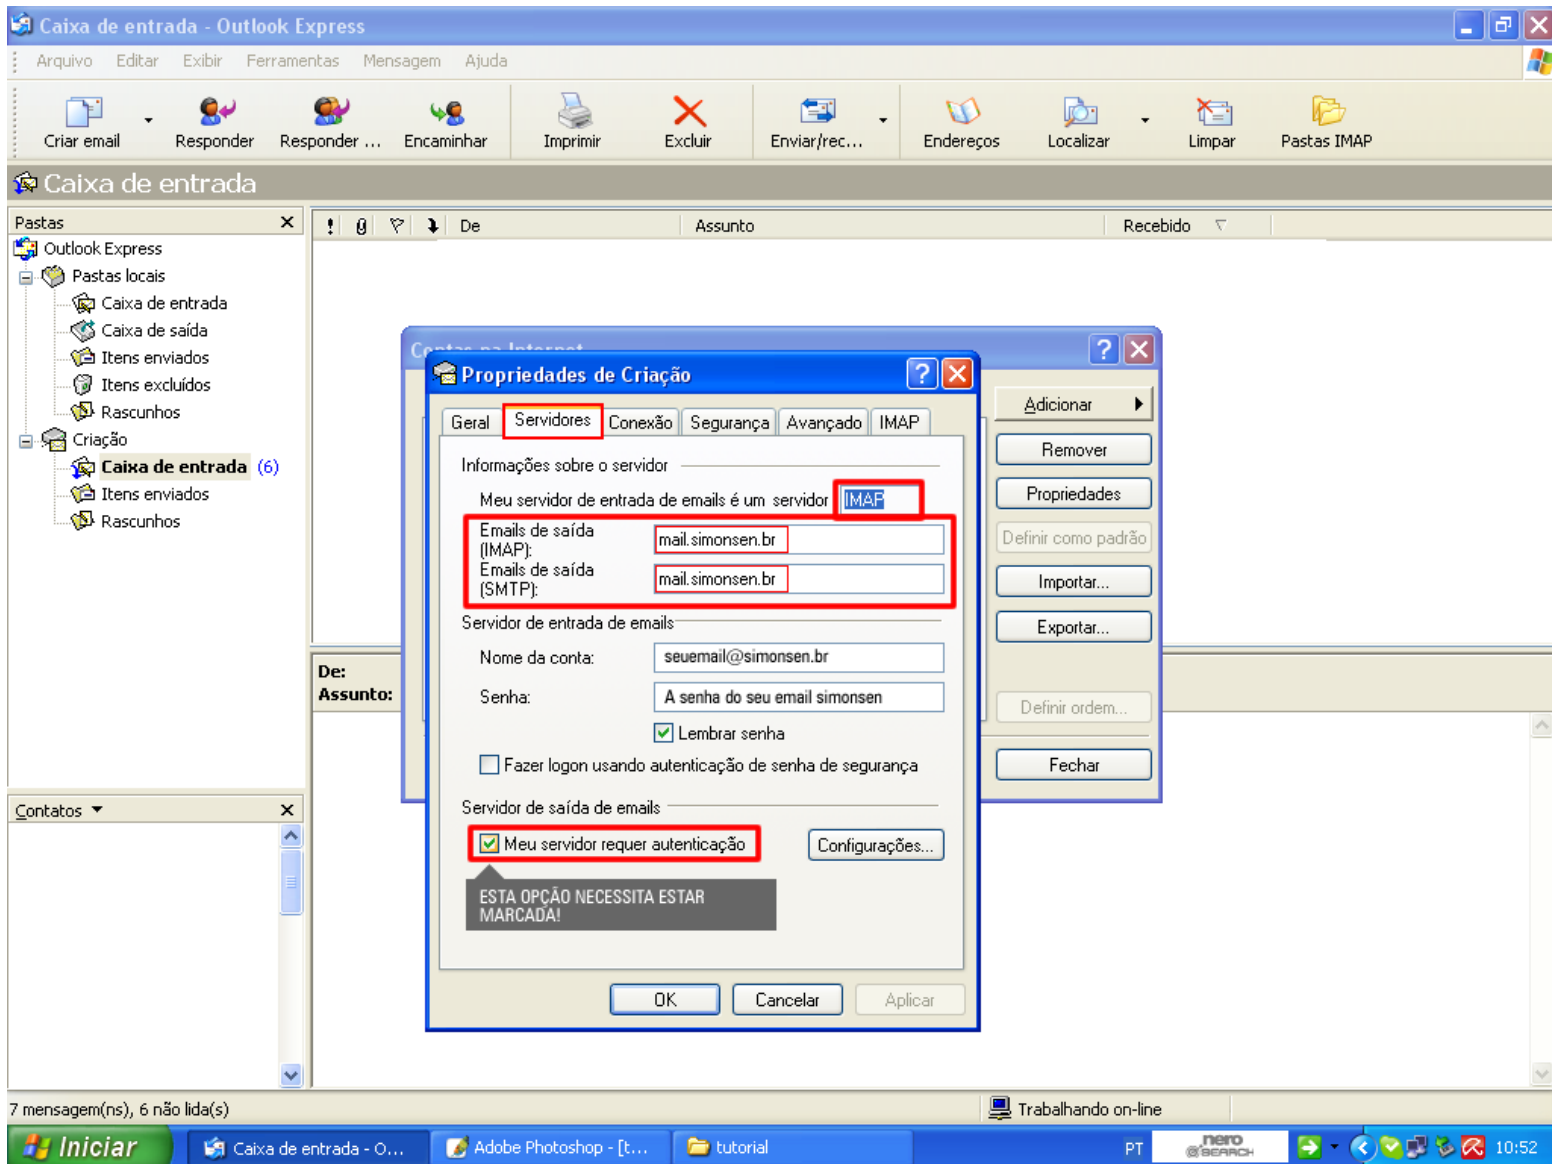 Caixa de entrada - Outlook Express
Arquivo Editar Exibir Ferramentas Mensagem Ajuda
Criar email Responder Responder ... Encaminhar Imprimir Excluir Enviar/rec... Endereços Localizar Limpar Pastas IMAP
Caixa de entrada
Pastas
De Assunto Recebido
Outlook Express
Pastas locais
Caixa de entrada
Caixa de saída
Itens enviados
Itens excluídos
Rascunhos
Criação
Caixa de entrada (6)
Itens enviados
Rascunhos
Contas na Internet
Propriedades de Criação
Geral Servidores Conexão Segurança Avançado IMAP
Informações sobre o servidor
Meu servidor de entrada de emails é um servidor IMAP
Emails de saída
(IMAP):
mail.simonsen.br
Emails de saída
(SMTP):
mail.simonsen.br
Servidor de entrada de emails
Nome da conta: seuemail@simonsen.br
Senha: A senha do seu email simonsen
Lembrar senha
Fazer logon usando autenticação de senha de segurança
Servidor de saída de emails
Meu servidor requer autenticação Configurações...
ESTA OPÇÃO NECESSITA ESTAR
MARCADA!
OK Cancelar Aplicar
Adicionar
Remover
Propriedades
Definir como padrão
Importar...
Exportar...
Definir ordem...
Fechar
De:
Assunto:
Contatos
7 mensagem(ns), 6 não lida(s) Trabalhando on-line
Iniciar Caixa de entrada - O... Adobe Photoshop - [t... tutorial PT nero SEARCH 10:52